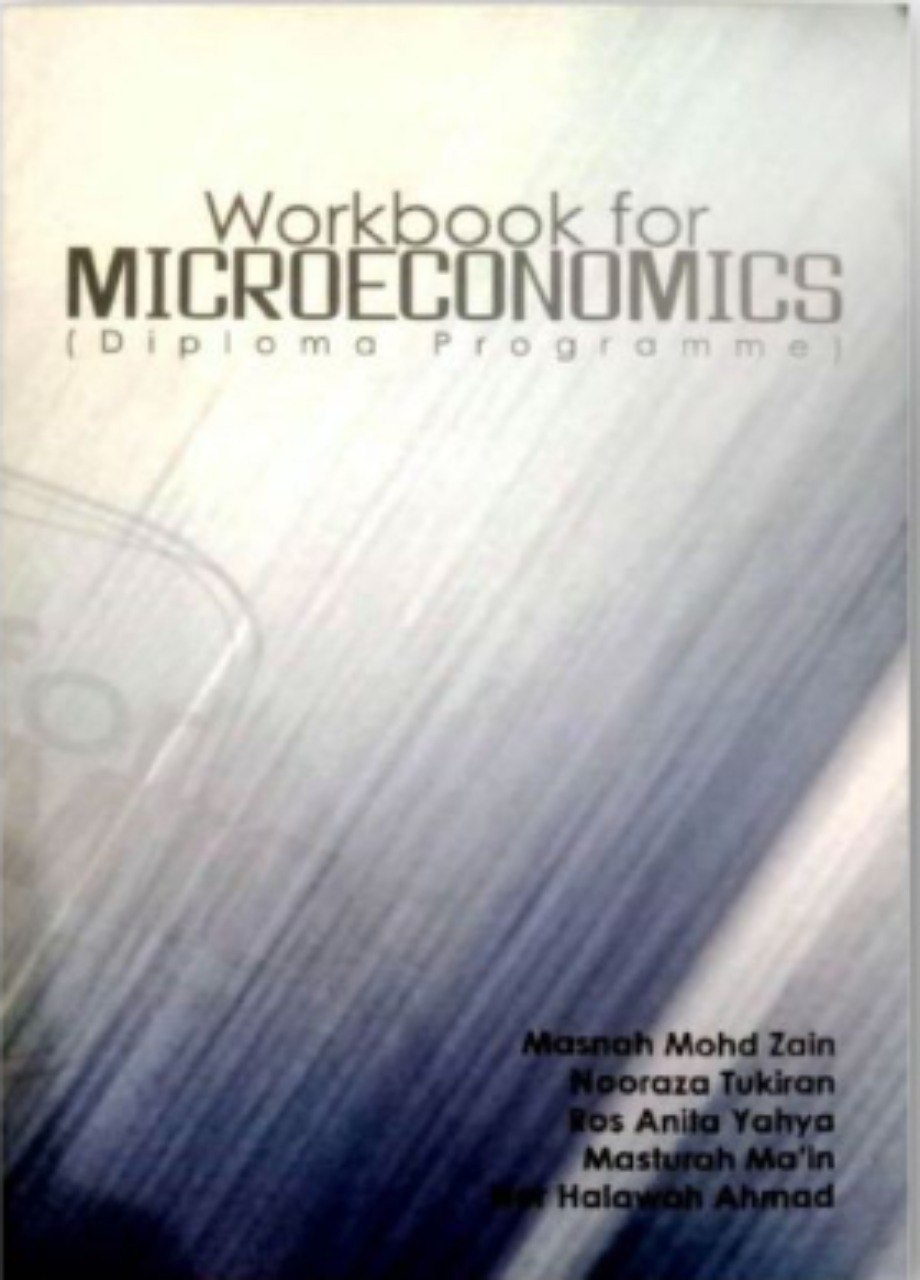 Workbook for
MICROECONOMICS
(Diploma Programme)
Masnah Mohd Zain
Nooraza Tukiran
Ros Anita Yahya
Masturah Ma'in
Halawah Ahmad